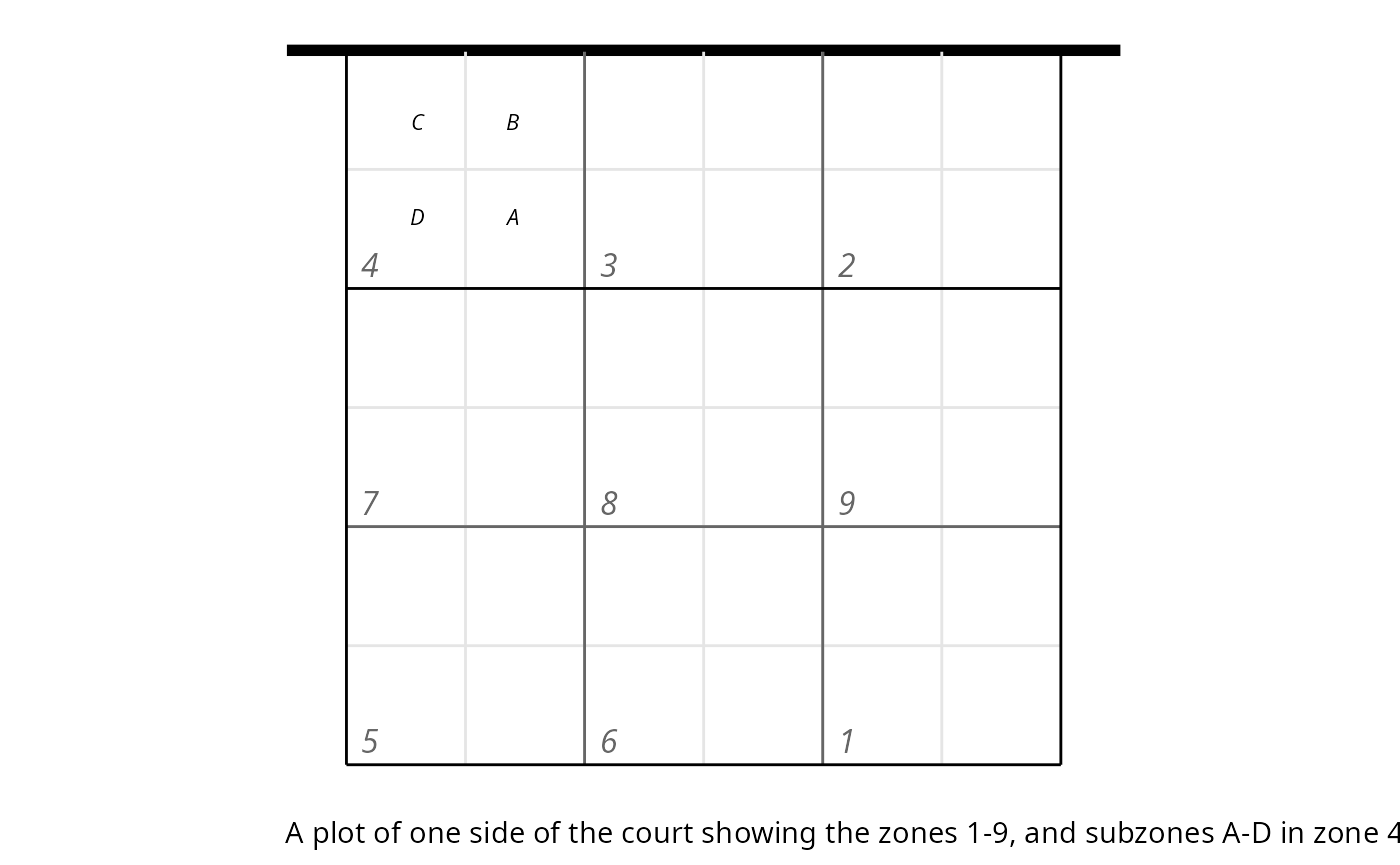 C B
D A
4 3 2
7 8 9
5 6 1
A plot of one side of the court showing the zones 1-9, and subzones A-D in zone 4